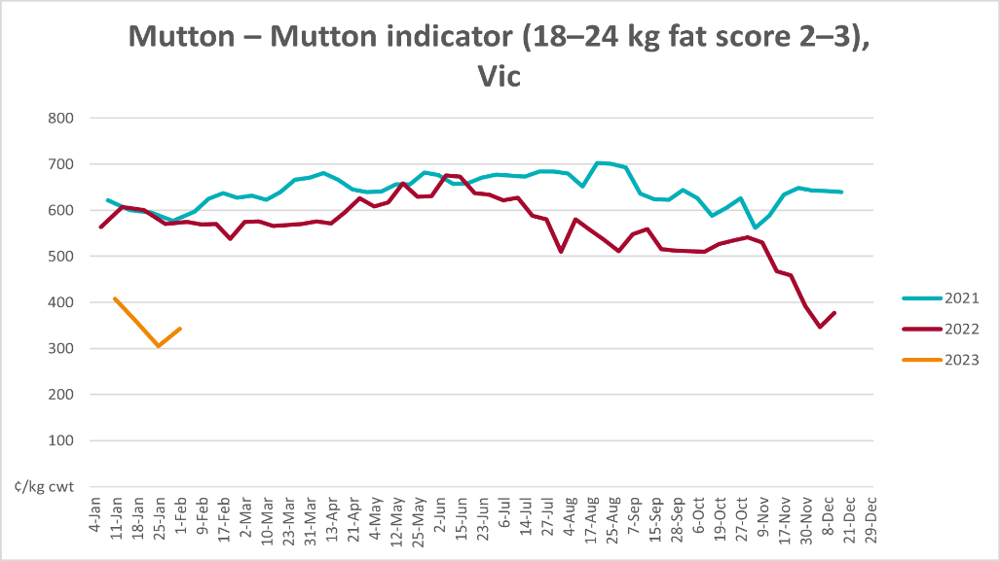 Mutton – Mutton indicator (18–24 kg fat score 2–3),
Vic
800
700
600
500
400
300
200
100
¢/kg cwt
4-Jan
11-Jan
18-Jan
25-Jan
1-Feb
9-Feb
17-Feb
2-Mar
10-Mar
23-Mar
31-Mar
13-Apr
21-Apr
4-May
12-May
25-May
2-Jun
15-Jun
23-Jun
6-Jul
14-Jul
27-Jul
4-Aug
17-Aug
25-Aug
7-Sep
15-Sep
28-Sep
6-Oct
19-Oct
27-Oct
9-Nov
17-Nov
30-Nov
8-Dec
21-Dec
29-Dec
2021
2022
2023